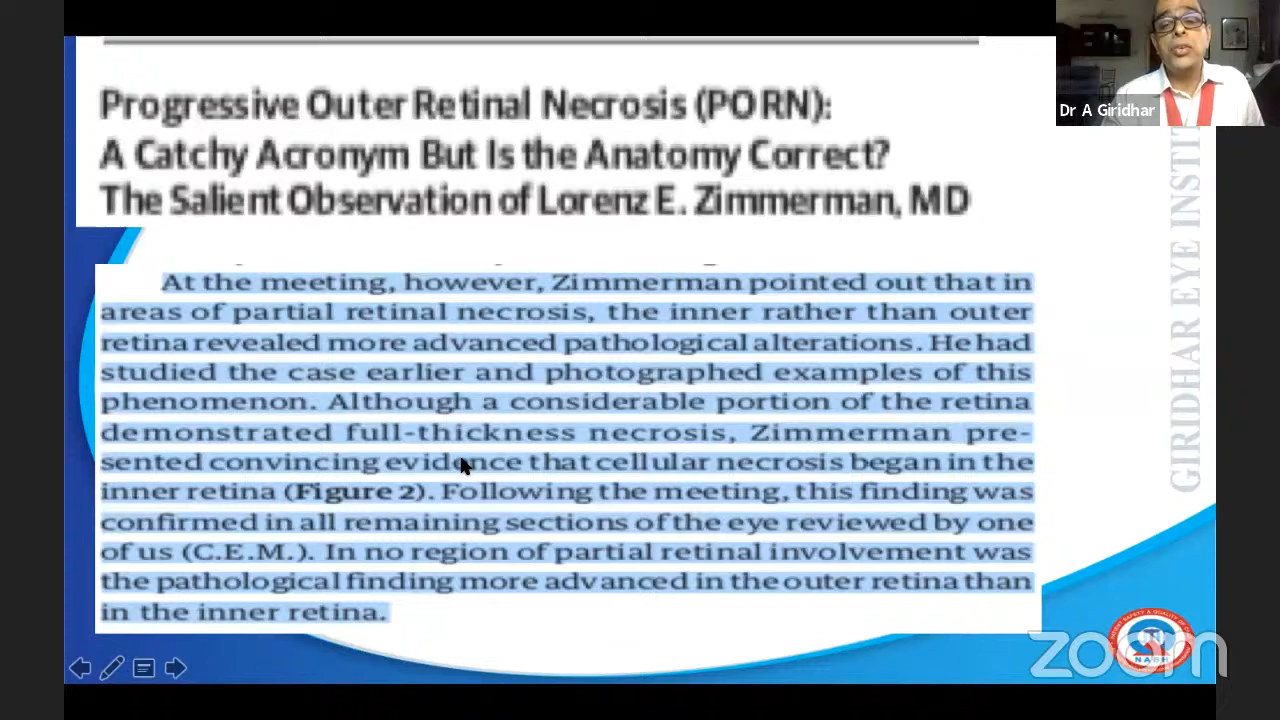 Progressive Outer Retinal Necrosis (PORN):
A Catchy Acronym But Is the Anatomy Correct?
The Salient Observation of Lorenz E. Zimmerman, MD
Dr A Giridhar
At the meeting, however, Zimmerman pointed out that in
areas of partial retinal necrosis, the inner rather than outer
retina revealed more advanced pathological alterations. He had
studied the case earlier and photographed examples of this
phenomenon. Although a considerable portion of the retina
demonstrated full-thickness necrosis, Zimmerman pre-
sented convincing evidence that cellular necrosis began in the
inner retina (Figure 2). Following the meeting, this finding was
confirmed in all remaining sections of the eye reviewed by one
of us (C.E.M.). In no region of partial retinal involvement was
the pathological finding more advanced in the outer retina than
in the inner retina.
GIRIDHAR EYE INSTIT
NABH
zoom